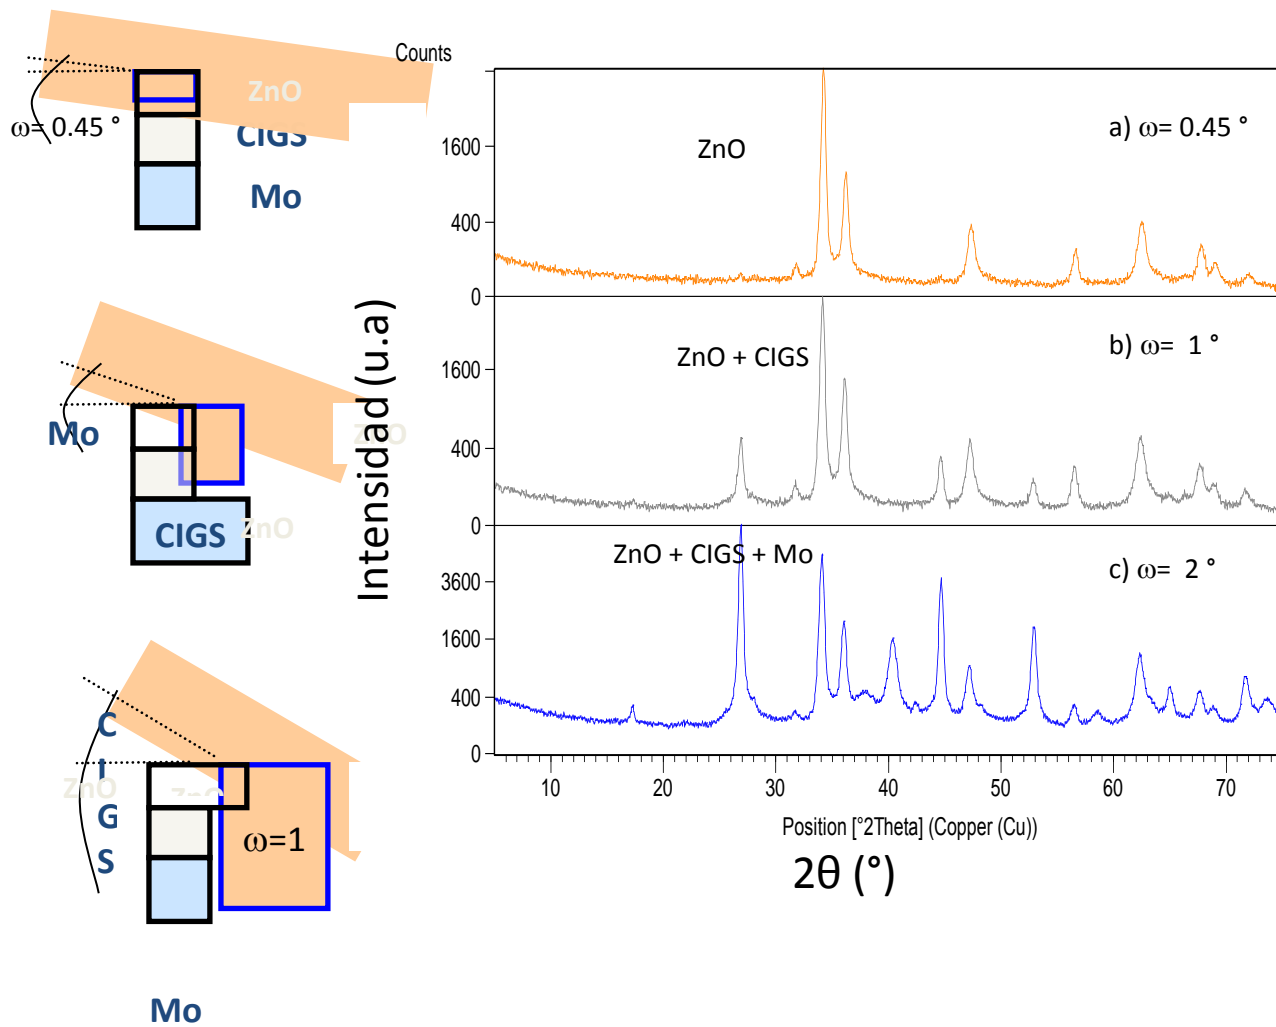 Counts
ZnO
ω= 0.45 °
CIGS
Mo
Mo
ZnO
CIGS
ZnO
C
I
G
S
ZnO
ZnO
ω=1
Mo
Intensidad (u.a)
1600
400
0
ZnO
a) ω= 0.45 °
1600
400
0
ZnO + CIGS
b) ω= 1 °
3600
1600
400
0
ZnO + CIGS + Mo
c) ω= 2 °
10 20 30 40 50 60 70
Position [°2Theta] (Copper (Cu))
2θ (°)